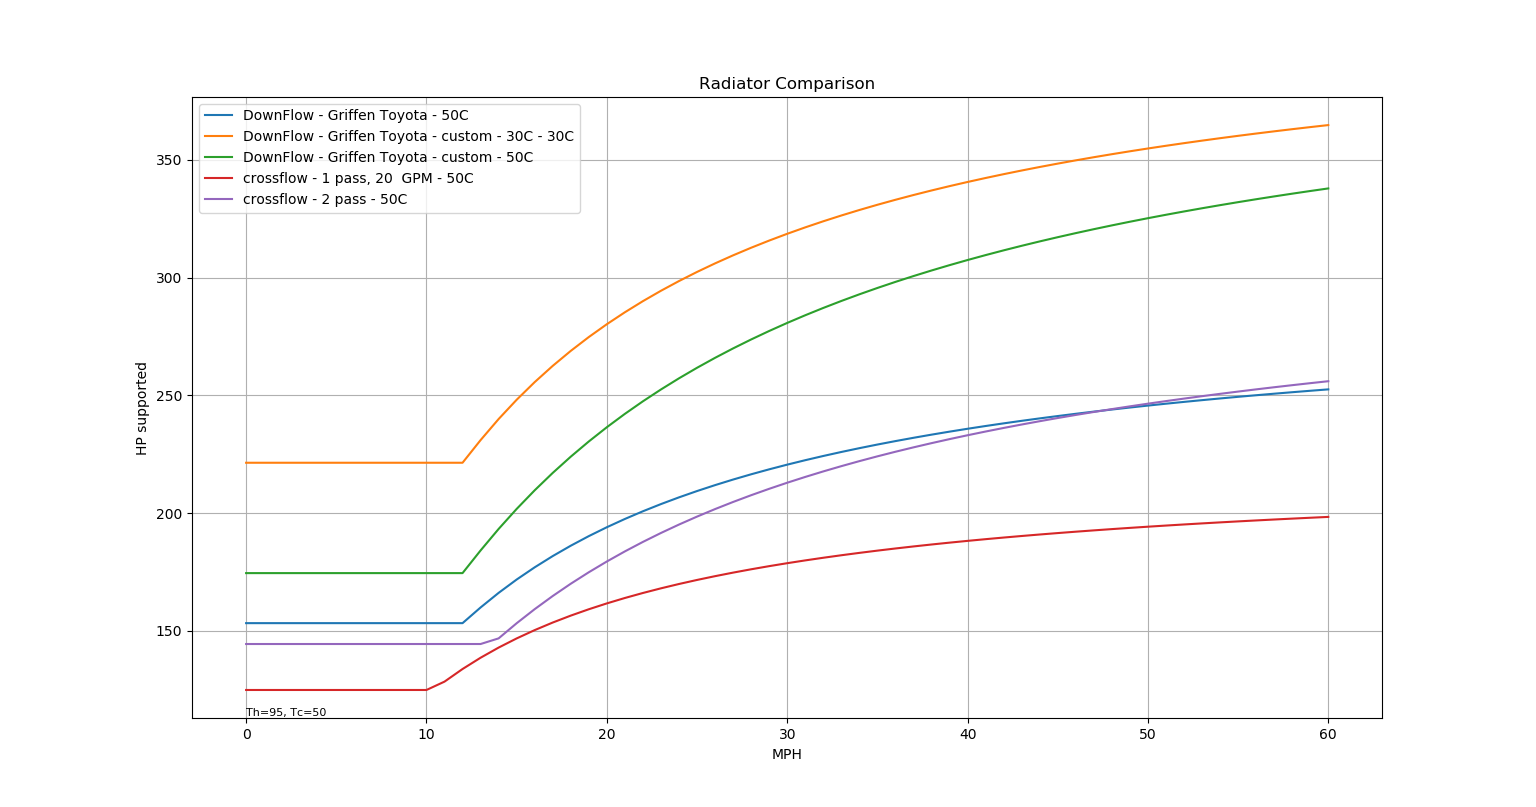 Radiator Comparison
DownFlow - Griffen Toyota - 50C
DownFlow - Griffen Toyota - custom - 30C - 30C
DownFlow - Griffen Toyota - custom - 50C
crossflow - 1 pass, 20  GPM - 50C
crossflow - 2 pass - 50C
350
300
250
200
150
HP supported
Th=95, Tc=50
0 10 20 30 40 50 60
MPH